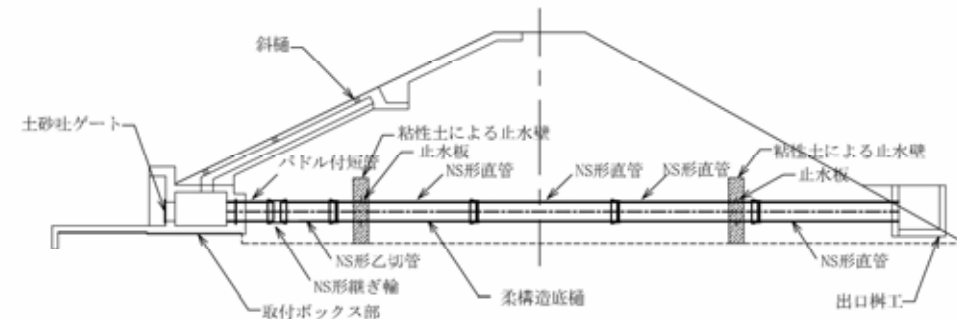 斜樋
土砂吐ゲート
粘性土による止水壁
パドル付短管
止水板
NS形直管
NS形直管
NS形直管
粘性土による止水壁
止水板
NS形乙切管
NS形継ぎ輪
取付ボックス部
柔構造底樋
NS形直管
出口桝工